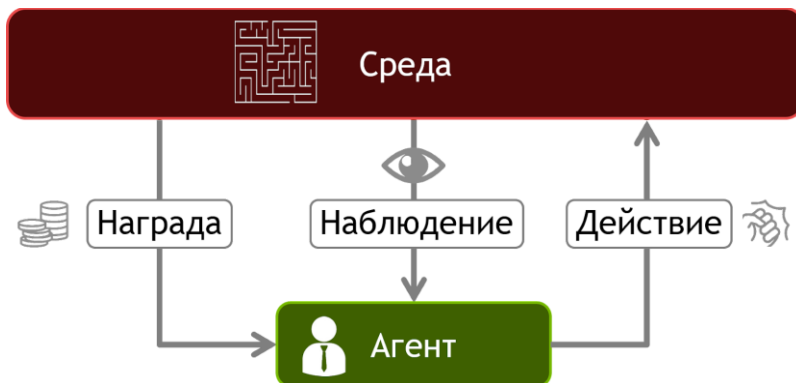 Среда
Награда
Наблюдение
Действие
Агент